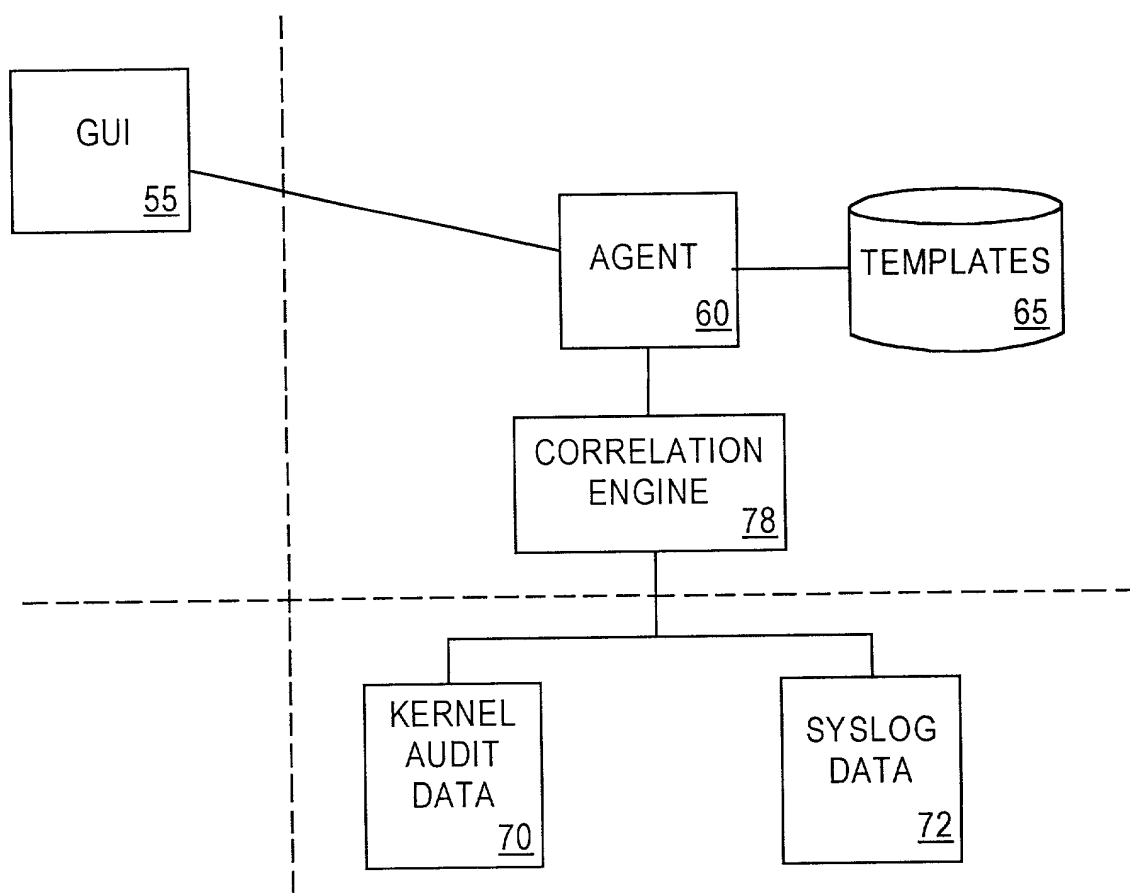 GUI
55
AGENT
60
TEMPLATES
65
CORRELATION
ENGINE
78
KERNEL
AUDIT
DATA
70
SYSLOG
DATA
72